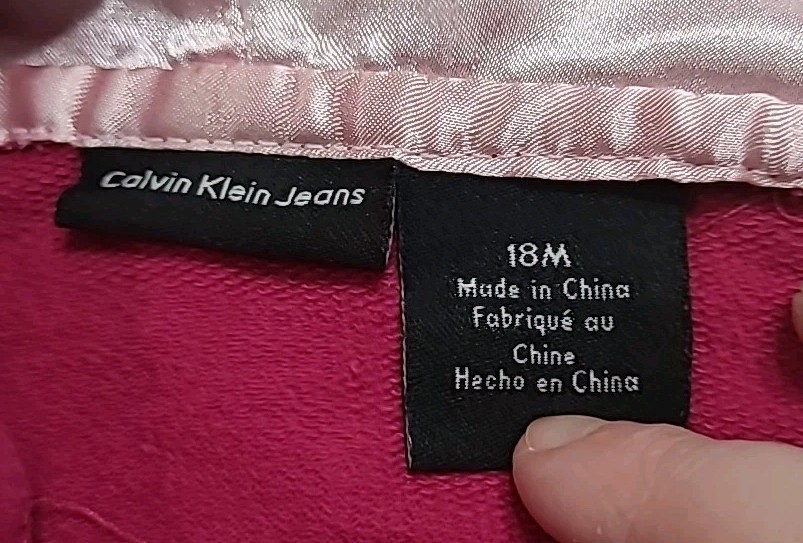 Calvin Klein Jeans
18M
Made in China
Fabriqué au
Chine
Hecho en China